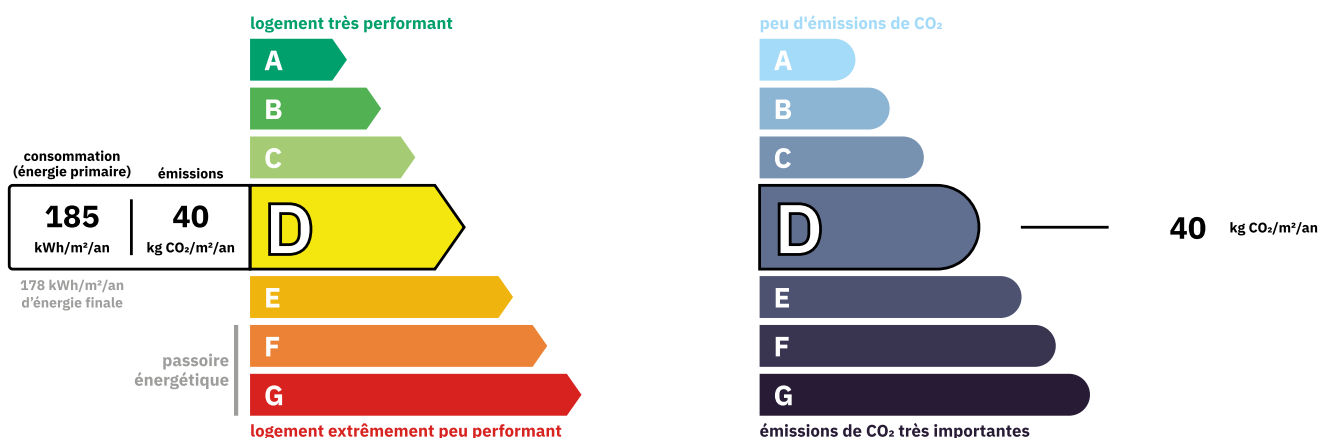 logement très performant
A
B
C
consommation
(énergie primaire)
émissions
185
kWh/m²/an
40
kg CO₂/m²/an
D
178 kWh/m²/an
d'énergie finale
E
F
passoire
énergétique
G
logement extrêmement peu performant
peu d'émissions de CO₂
A
B
C
D
40 kg CO₂/m²/an
E
F
G
émissions de CO₂ très importantes